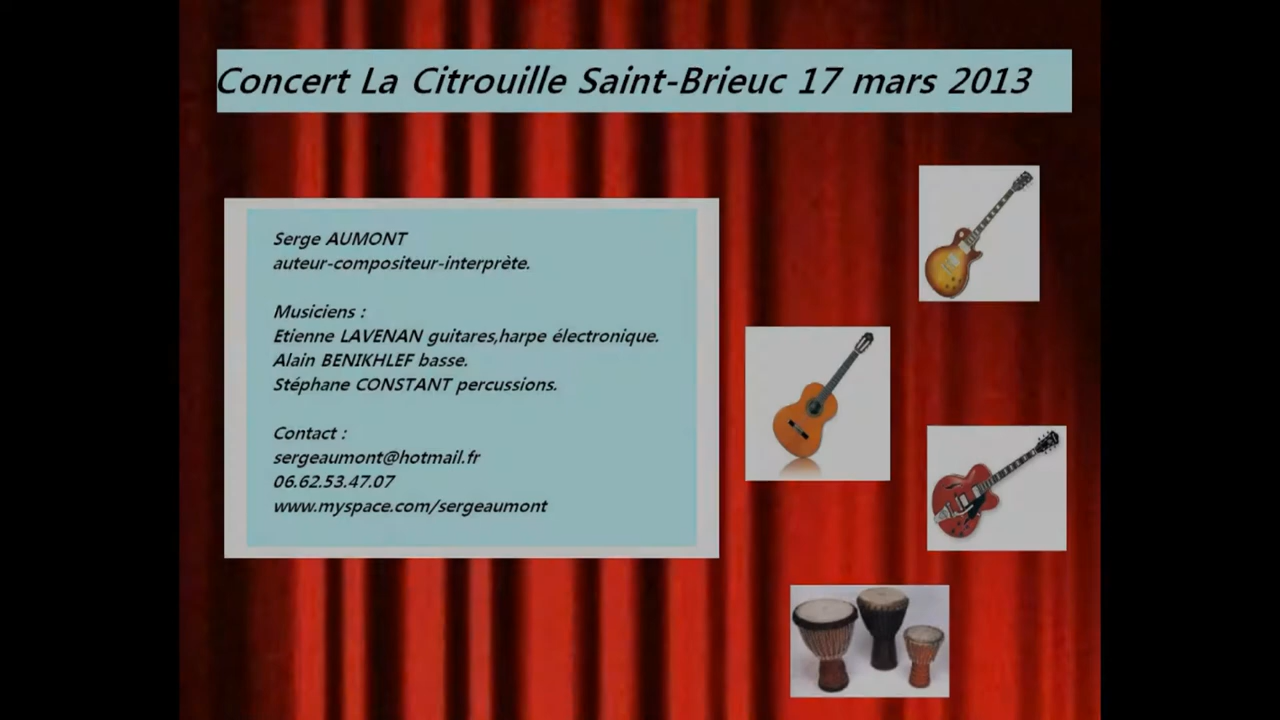 Concert La Citrouille Saint-Brieuc 17 mars 2013
Serge AUMONT
auteur-compositeur-interprète.
Musiciens :
Etienne LAVENAN guitares,harpe électronique.
Alain BENIKHLEF basse.
Stéphane CONSTANT percussions.
Contact :
sergeaumont@hotmail.fr
06.62.53.47.07
www.myspace.com/sergeaumont